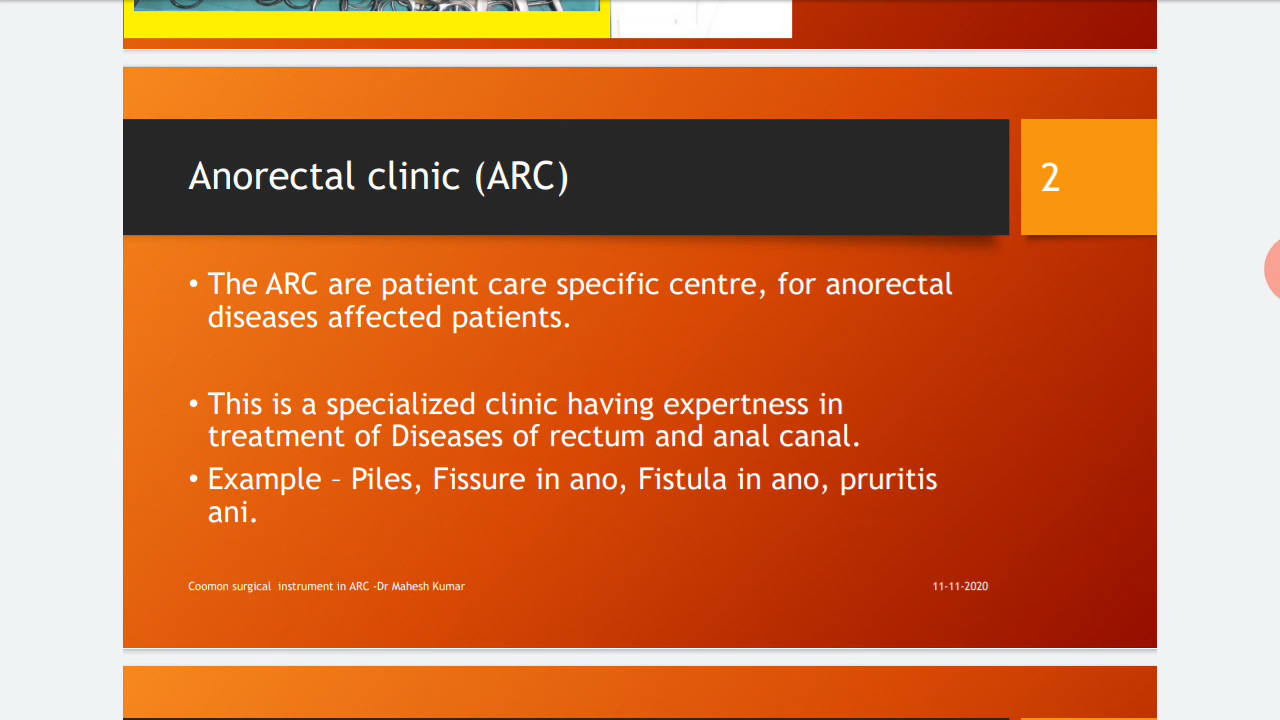 Anorectal clinic (ARC)
2
• The ARC are patient care specific centre, for anorectal
diseases affected patients.
• This is a specialized clinic having expertness in
treatment of Diseases of rectum and anal canal.
• Example – Piles, Fissure in ano, Fistula in ano, pruritis
ani.
Coomon surgical instrument in ARC -Dr Mahesh Kumar
11-11-2020